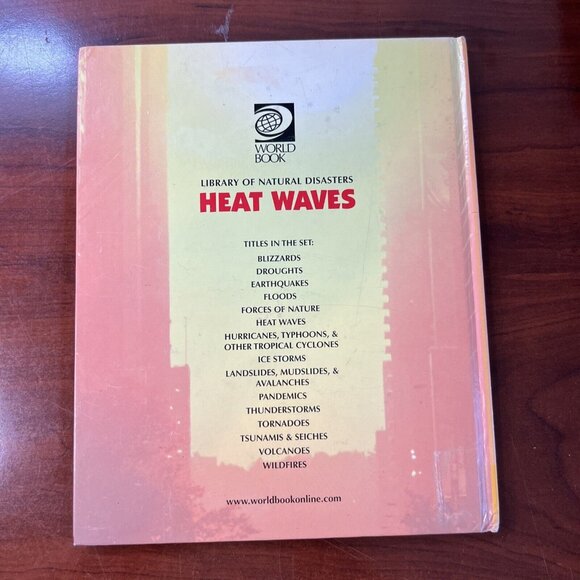 WORLD
BOOK
LIBRARY OF NATURAL DISASTERS
HEAT WAVES
TITLES IN THE SET:
BLIZZARDS
DROUGHTS
EARTHQUAKES
FLOODS
FORCES OF NATURE
HEAT WAVES
HURRICANES, TYPHOONS, &
OTHER TROPICAL CYCLONES
ICE STORMS
LANDSLIDES, MUDSLIDES, &
AVALANCHES
PANDEMICS
THUNDERSTORMS
TORNADOES
TSUNAMIS & SEICHES
VOLCANOES
WILDFIRES
www.worldbookonline.com